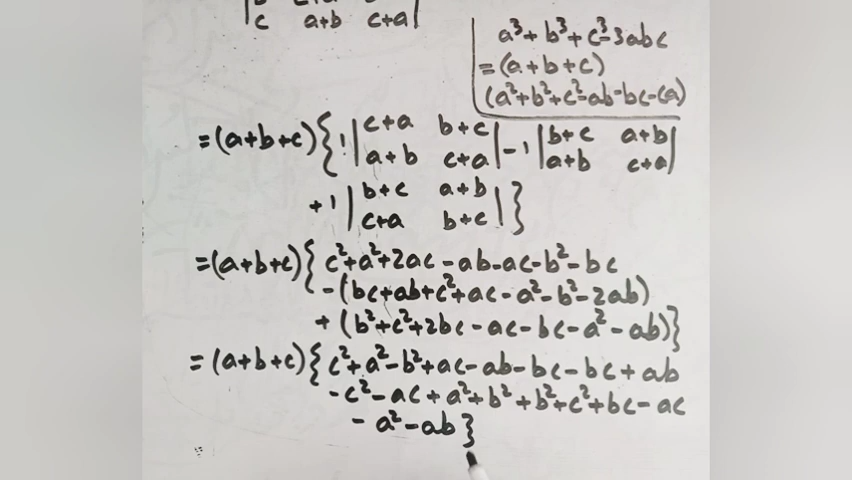 c a+b c+a|
a³+b³+c³-3abc
=(a+b+c)
(a²+b²+c²-ab-bc-ca)
=(a+b+c){1|c+a b+c|-1|b+c a+b|
a+b c+a| a+b c+a|
+1|b+c a+b|}
c+a b+c|
=(a+b+c){c²+a²+2ac-ab-ac-b²-bc
-(bc+ab+c²+ac-a²-b²-2ab)
+(b²+c²+2bc-ac-bc-a²-ab)}
=(a+b+c){c²+a²-b²+ac-ab-bc-bc+ab
-c²-ac+a²+b²+b²+c²+bc-ac
-a²-ab}